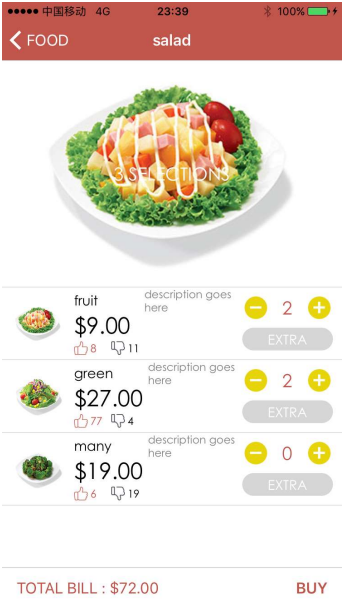 中国移动 4G 23:39 100%
FOOD salad
3 SELECTIONS
fruit
description goes
here
$9.00
2
8 11
EXTRA
green
description goes
here
$27.00
2
77 4
EXTRA
many
description goes
here
$19.00
0
6 19
EXTRA
TOTAL BILL : $72.00 BUY